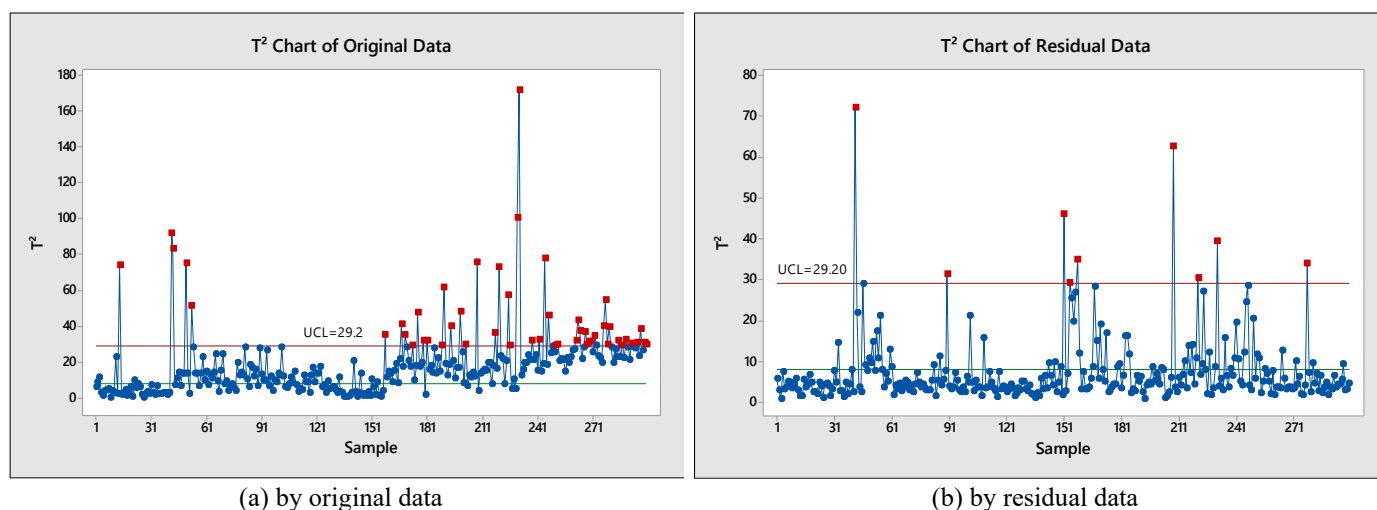 T² Chart of Original Data
180
160
140
120
100
80
60
40
20
0
T²
UCL=29.2
1 31 61 91 121 151 181 211 241 271
Sample
(a) by original data
T² Chart of Residual Data
80
70
60
50
40
30
20
10
0
T²
UCL=29.20
1 31 61 91 121 151 181 211 241 271
Sample
(b) by residual data